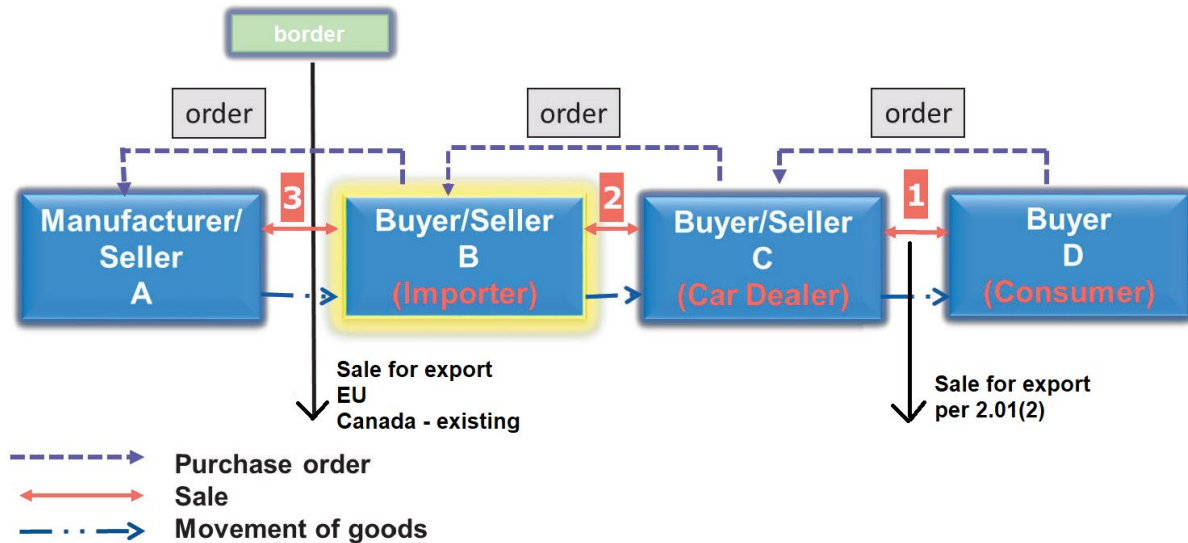 border
order
order
order
3
2
1
Manufacturer/
Seller
A
Buyer/Seller
B
(Importer)
Buyer/Seller
C
(Car Dealer)
Buyer
D
(Consumer)
Sale for export
EU
Canada - existing
Sale for export
per 2.01(2)
Purchase order
Sale
Movement of goods